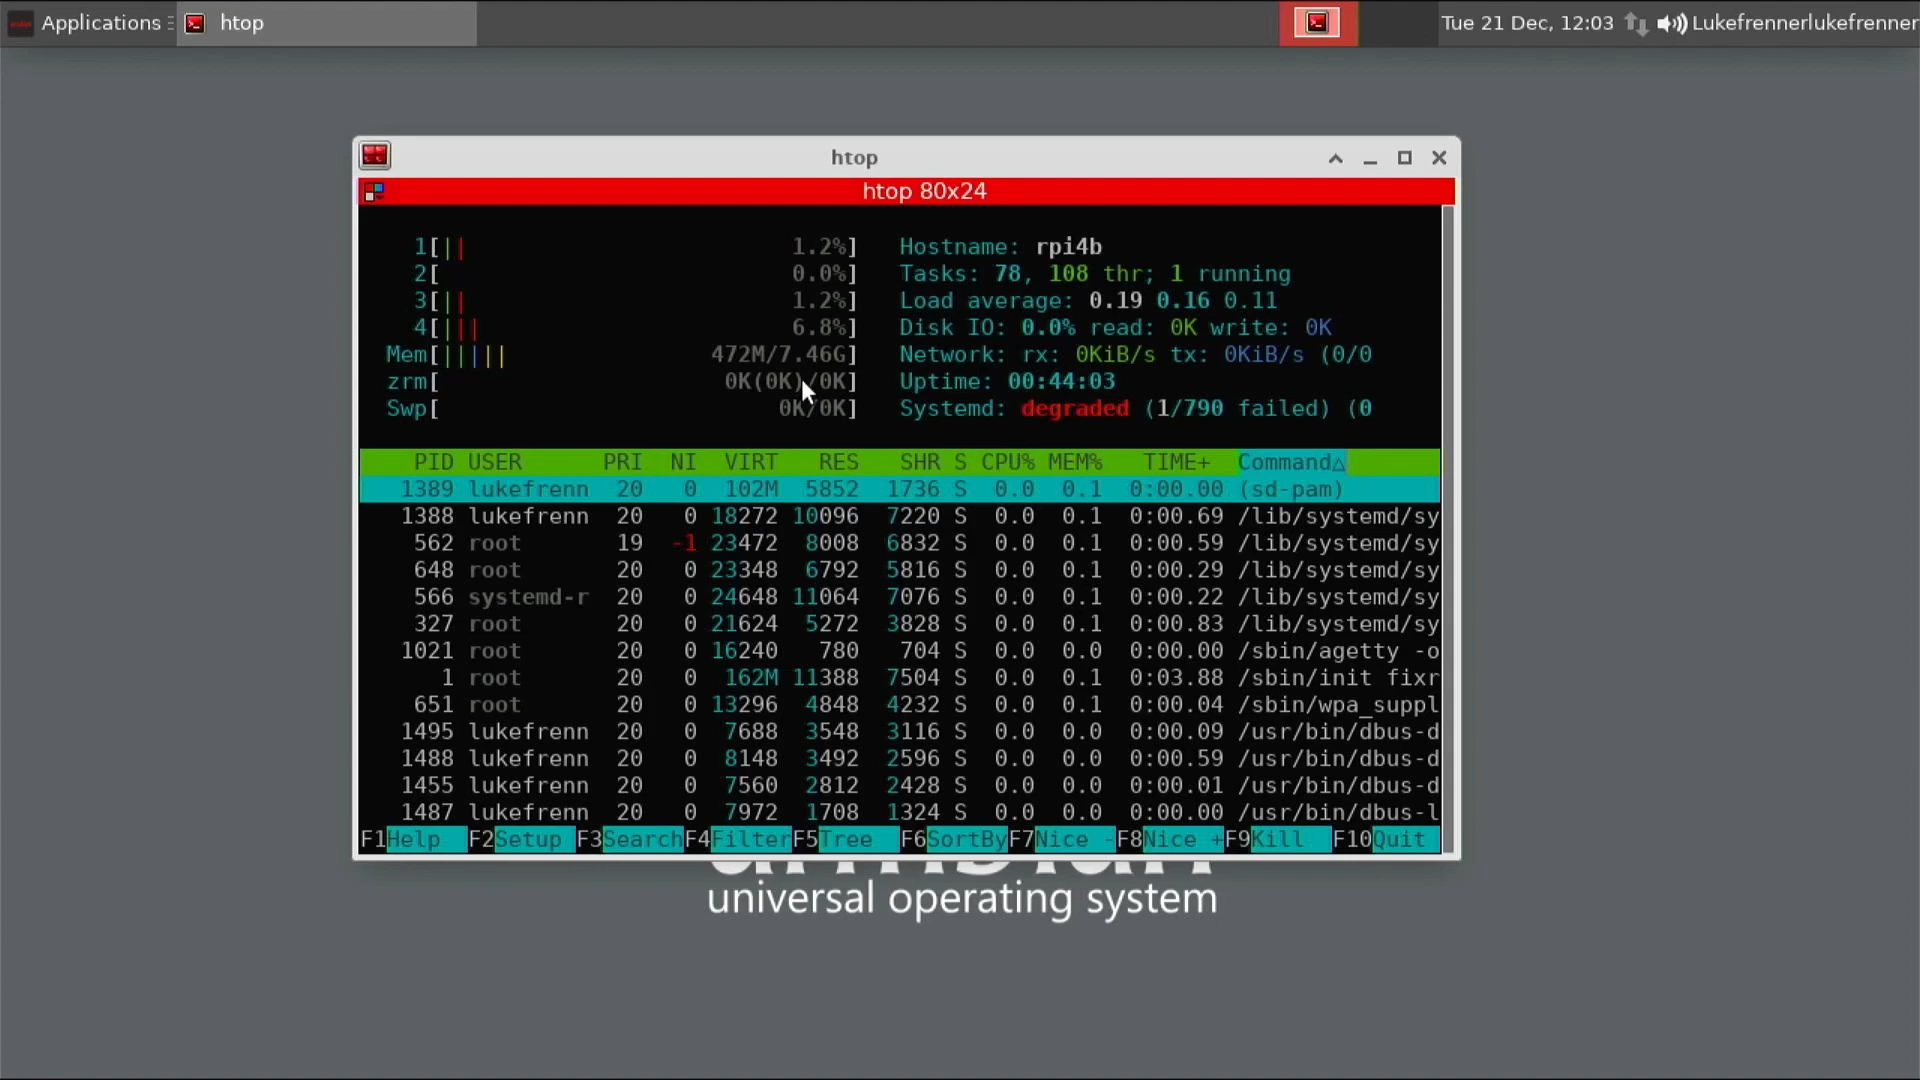 Applications
htop
Tue 21 Dec, 12:03
Lukefrennerlukefrenner
htop
htop 80x24
1[|| 1.2%] Hostname: rpi4b
2[ 0.0%] Tasks: 78, 108 thr; 1 running
3[|| 1.2%] Load average: 0.19 0.16 0.11
4[||| 6.8%] Disk IO: 0.0% read: 0K write: 0K
Mem[||||| 472M/7.46G] Network: rx: 0KiB/s tx: 0KiB/s (0/0
zrm[ 0K(0K)/0K] Uptime: 00:44:03
Swp[ 0K/0K] Systemd: degraded (1/790 failed) (0
PID USER PRI NI VIRT RES SHR S CPU% MEM% TIME+ Command△
1389 lukefrenn 20 0 102M 5852 1736 S 0.0 0.1 0:00.00 (sd-pam)
1388 lukefrenn 20 0 18272 10096 7220 S 0.0 0.1 0:00.69 /lib/systemd/sy
562 root 19 -1 23472 8008 6832 S 0.0 0.1 0:00.59 /lib/systemd/sy
648 root 20 0 23348 6792 5816 S 0.0 0.1 0:00.29 /lib/systemd/sy
566 systemd-r 20 0 24648 11064 7076 S 0.0 0.1 0:00.22 /lib/systemd/sy
327 root 20 0 21624 5272 3828 S 0.0 0.1 0:00.83 /lib/systemd/sy
1021 root 20 0 16240 780 704 S 0.0 0.0 0:00.00 /sbin/agetty -o
1 root 20 0 162M 11388 7504 S 0.0 0.1 0:03.88 /sbin/init fixr
651 root 20 0 13296 4848 4232 S 0.0 0.1 0:00.04 /sbin/wpa_suppl
1495 lukefrenn 20 0 7688 3548 3116 S 0.0 0.0 0:00.09 /usr/bin/dbus-d
1488 lukefrenn 20 0 8148 3492 2596 S 0.0 0.0 0:00.59 /usr/bin/dbus-d
1455 lukefrenn 20 0 7560 2812 2428 S 0.0 0.0 0:00.01 /usr/bin/dbus-d
1487 lukefrenn 20 0 7972 1708 1324 S 0.0 0.0 0:00.00 /usr/bin/dbus-l
F1Help F2Setup F3SearchF4FilterF5Tree F6SortByF7Nice -F8Nice +F9Kill F10Quit
universal operating system